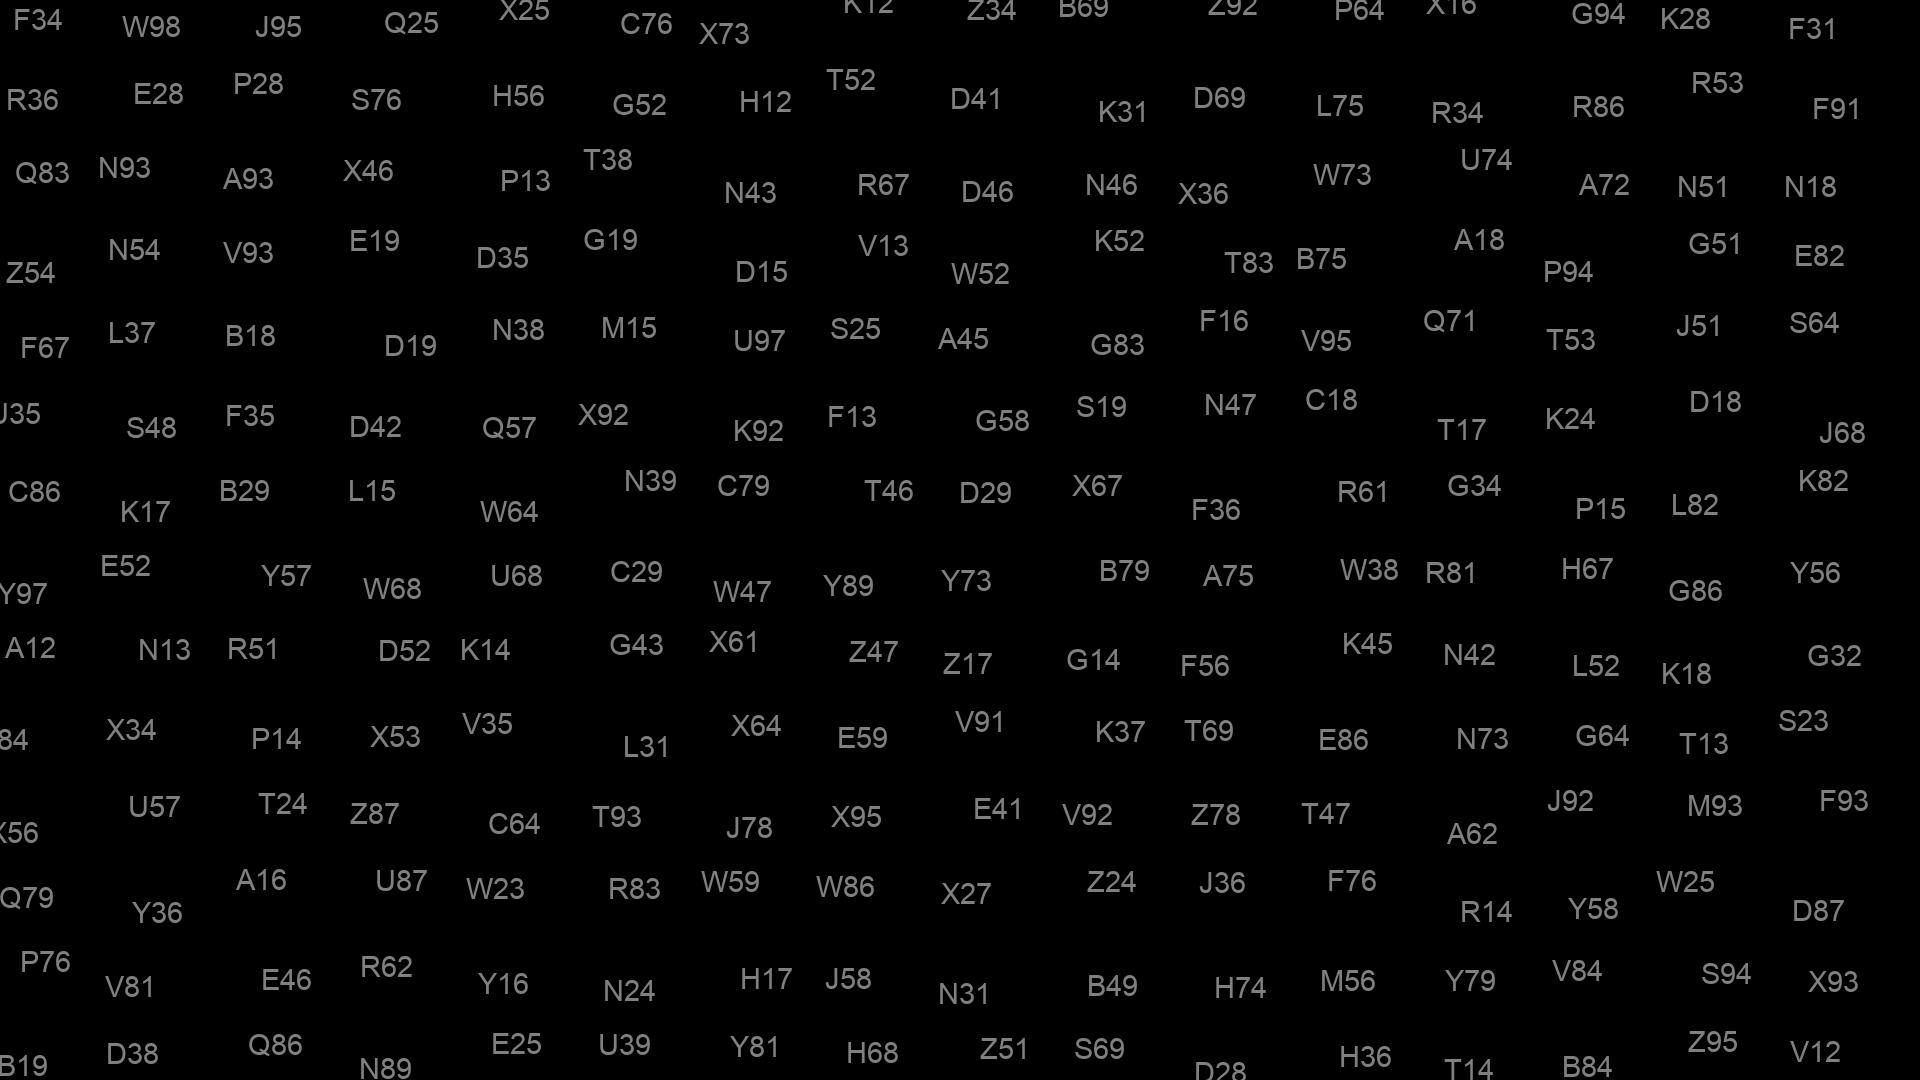 F34 W98 J95 Q25 X25 C76 X73 K12 Z34 B69 Z92 P64 X16 G94 K28 F31
R36 E28 P28 S76 H56 G52 H12 T52 D41 K31 D69 L75 R34 R86 R53 F91
Q83 N93 A93 X46 P13 T38 N43 R67 D46 N46 X36 W73 U74 A72 N51 N18
Z54 N54 V93 E19 D35 G19 D15 V13 W52 K52 T83 B75 A18 P94 G51 E82
F67 L37 B18 D19 N38 M15 U97 S25 A45 G83 F16 V95 Q71 T53 J51 S64
J35 S48 F35 D42 Q57 X92 K92 F13 G58 S19 N47 C18 T17 K24 D18 J68
C86 K17 B29 L15 W64 N39 C79 T46 D29 X67 F36 R61 G34 P15 L82 K82
Y97 E52 Y57 W68 U68 C29 W47 Y89 Y73 B79 A75 W38 R81 H67 G86 Y56
A12 N13 R51 D52 K14 G43 X61 Z47 Z17 G14 F56 K45 N42 L52 K18 G32
84 X34 P14 X53 V35 L31 X64 E59 V91 K37 T69 E86 N73 G64 T13 S23
56 U57 T24 Z87 C64 T93 J78 X95 E41 V92 Z78 T47 A62 J92 M93 F93
Q79 Y36 A16 U87 W23 R83 W59 W86 X27 Z24 J36 F76 R14 Y58 W25 D87
P76 V81 E46 R62 Y16 N24 H17 J58 N31 B49 H74 M56 Y79 V84 S94 X93
B19 D38 Q86 N89 E25 U39 Y81 H68 Z51 S69 D28 H36 T14 B84 Z95 V12